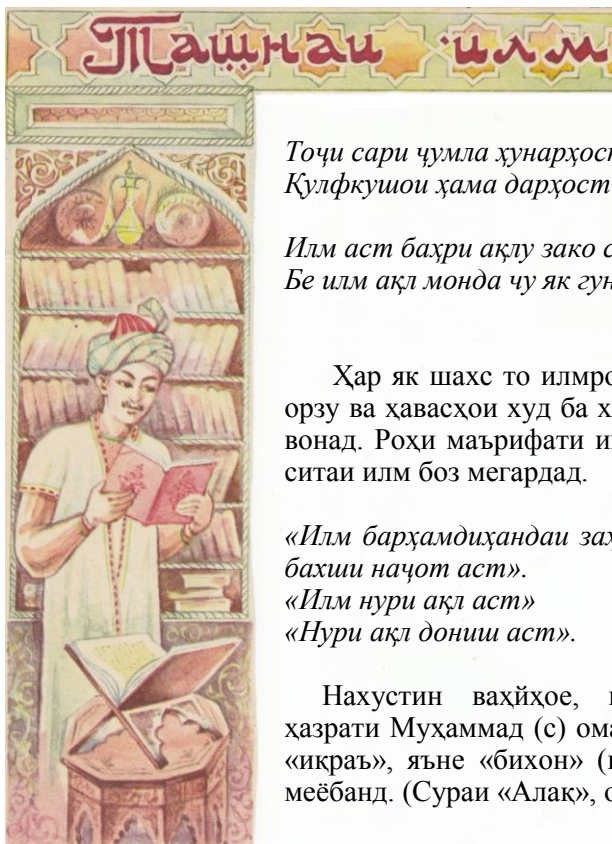 Ташнаи илм
Тоҷи сари ҷумла ҳунарҳост
Қулфкушои ҳама дарҳост
Илм аст баҳри ақлу зако
Бе илм ақл монда чу як
Ҳар як шахс то илмро
орзу ва ҳавасҳои худ ба
вонад. Роҳи маърифати
ситаи илм боз мегардад.
«Илм барҳамдиҳандаи
бахши наҷот аст».
«Илм нури ақл аст»
«Нури ақл дониш аст».
Нахустин ваҳйҳое,
ҳазрати Муҳаммад (с)
«икраъ», яъне «бихон»
меёбанд. (Сураи «Алақ»,